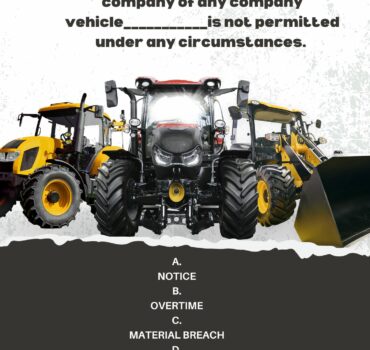 company of any company
vehicle___________is not permitted
under any circumstances.
A.
NOTICE
B.
OVERTIME
C.
MATERIAL BREACH
D.